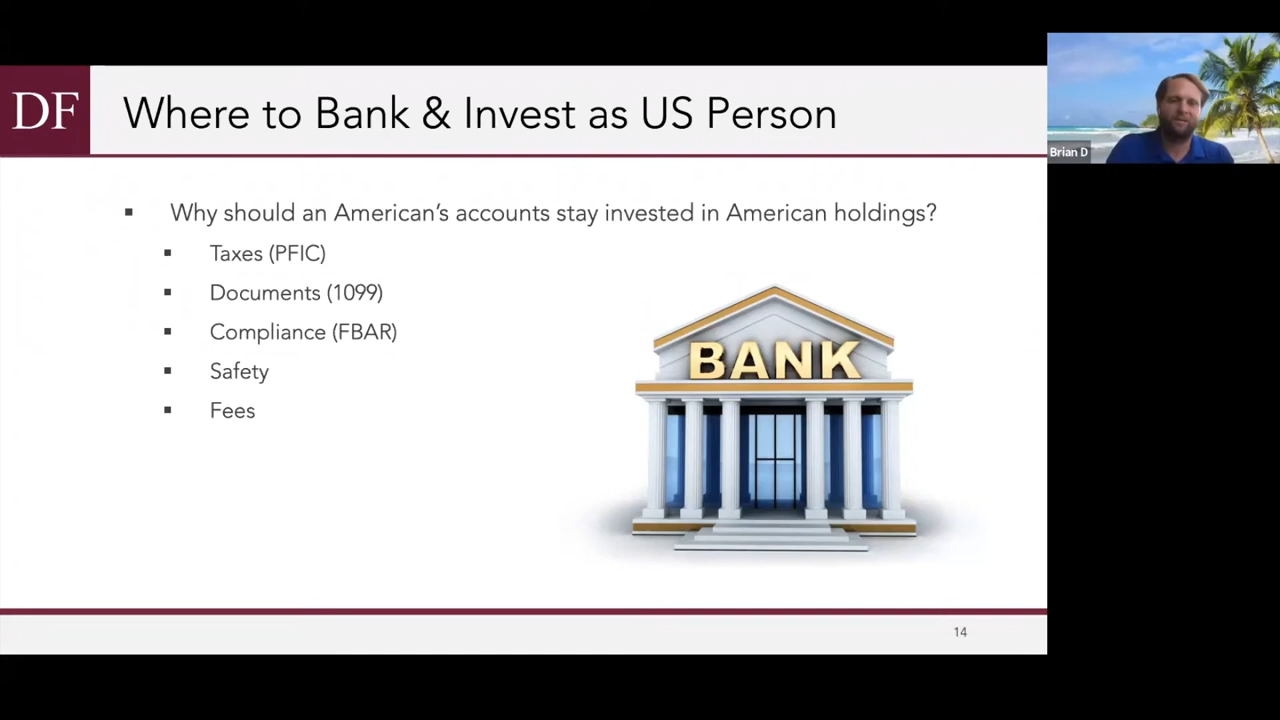 DF
Where to Bank & Invest as US Person
Brian D
▪ Why should an American’s accounts stay invested in American holdings?
▪ Taxes (PFIC)
▪ Documents (1099)
▪ Compliance (FBAR)
▪ Safety
▪ Fees
BANK
14